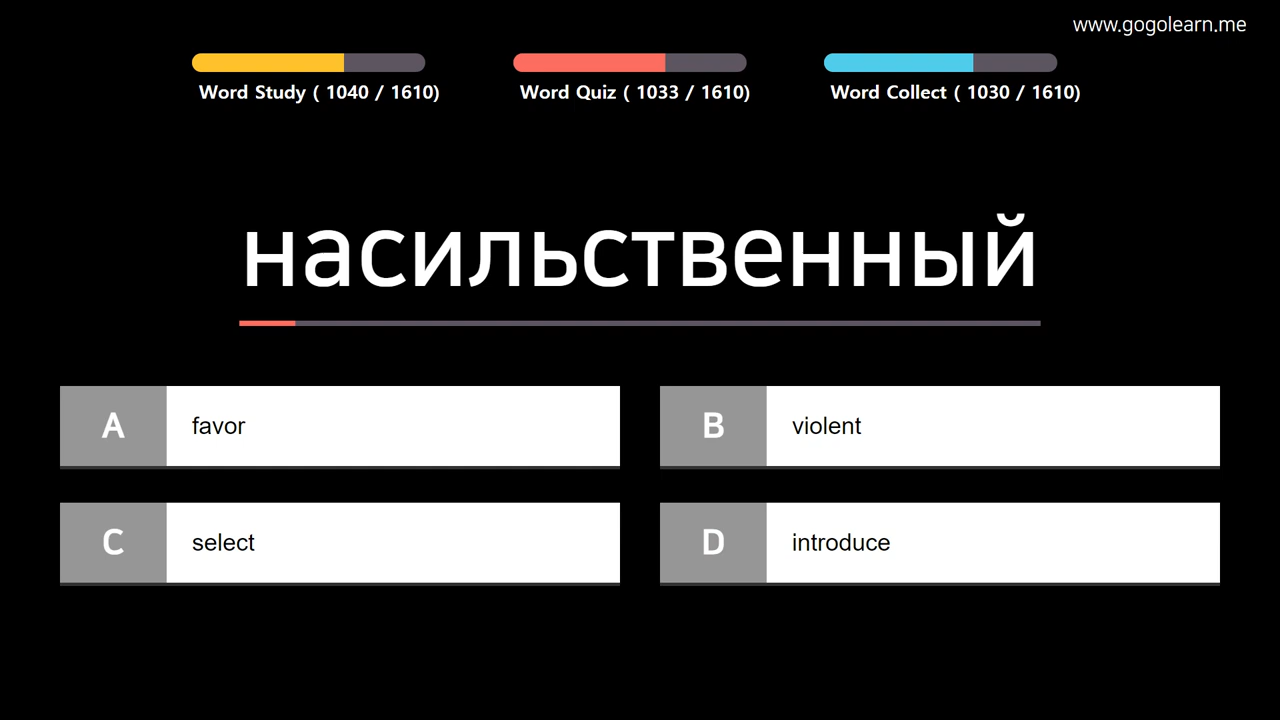 www.gogolearn.me
Word Study ( 1040 / 1610)
Word Quiz ( 1033 / 1610)
Word Collect ( 1030 / 1610)
насильственный
A favor
B violent
C select
D introduce